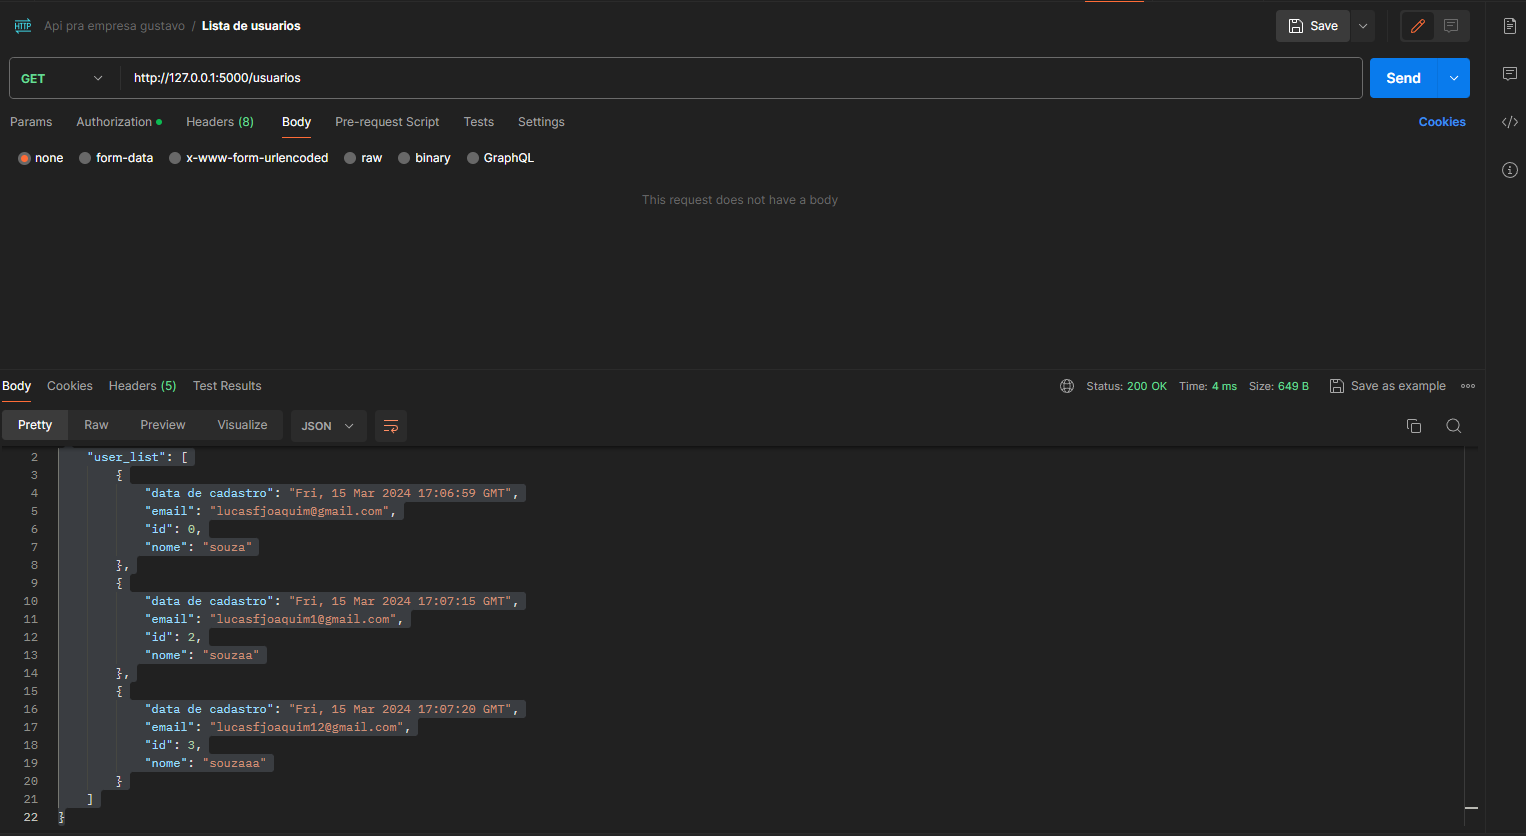 HTTP Api pra empresa gustavo / Lista de usuarios Save
GET http://127.0.0.1:5000/usuarios Send
Params Authorization Headers (8) Body Pre-request Script Tests Settings Cookies
none form-data x-www-form-urlencoded raw binary GraphQL
This request does not have a body
Body Cookies Headers (5) Test Results Status: 200 OK Time: 4 ms Size: 649 B Save as example
Pretty Raw Preview Visualize JSON
2 "user_list": [
3 {
4 "data de cadastro": "Fri, 15 Mar 2024 17:06:59 GMT",
5 "email": "lucasfjoaquim@gmail.com",
6 "id": 0,
7 "nome": "souza"
8 },
9 {
10 "data de cadastro": "Fri, 15 Mar 2024 17:07:15 GMT",
11 "email": "lucasfjoaquim1@gmail.com",
12 "id": 2,
13 "nome": "souzaa"
14 },
15 {
16 "data de cadastro": "Fri, 15 Mar 2024 17:07:20 GMT",
17 "email": "lucasfjoaquim12@gmail.com",
18 "id": 3,
19 "nome": "souzaaa"
20 }
21 ]
22 }